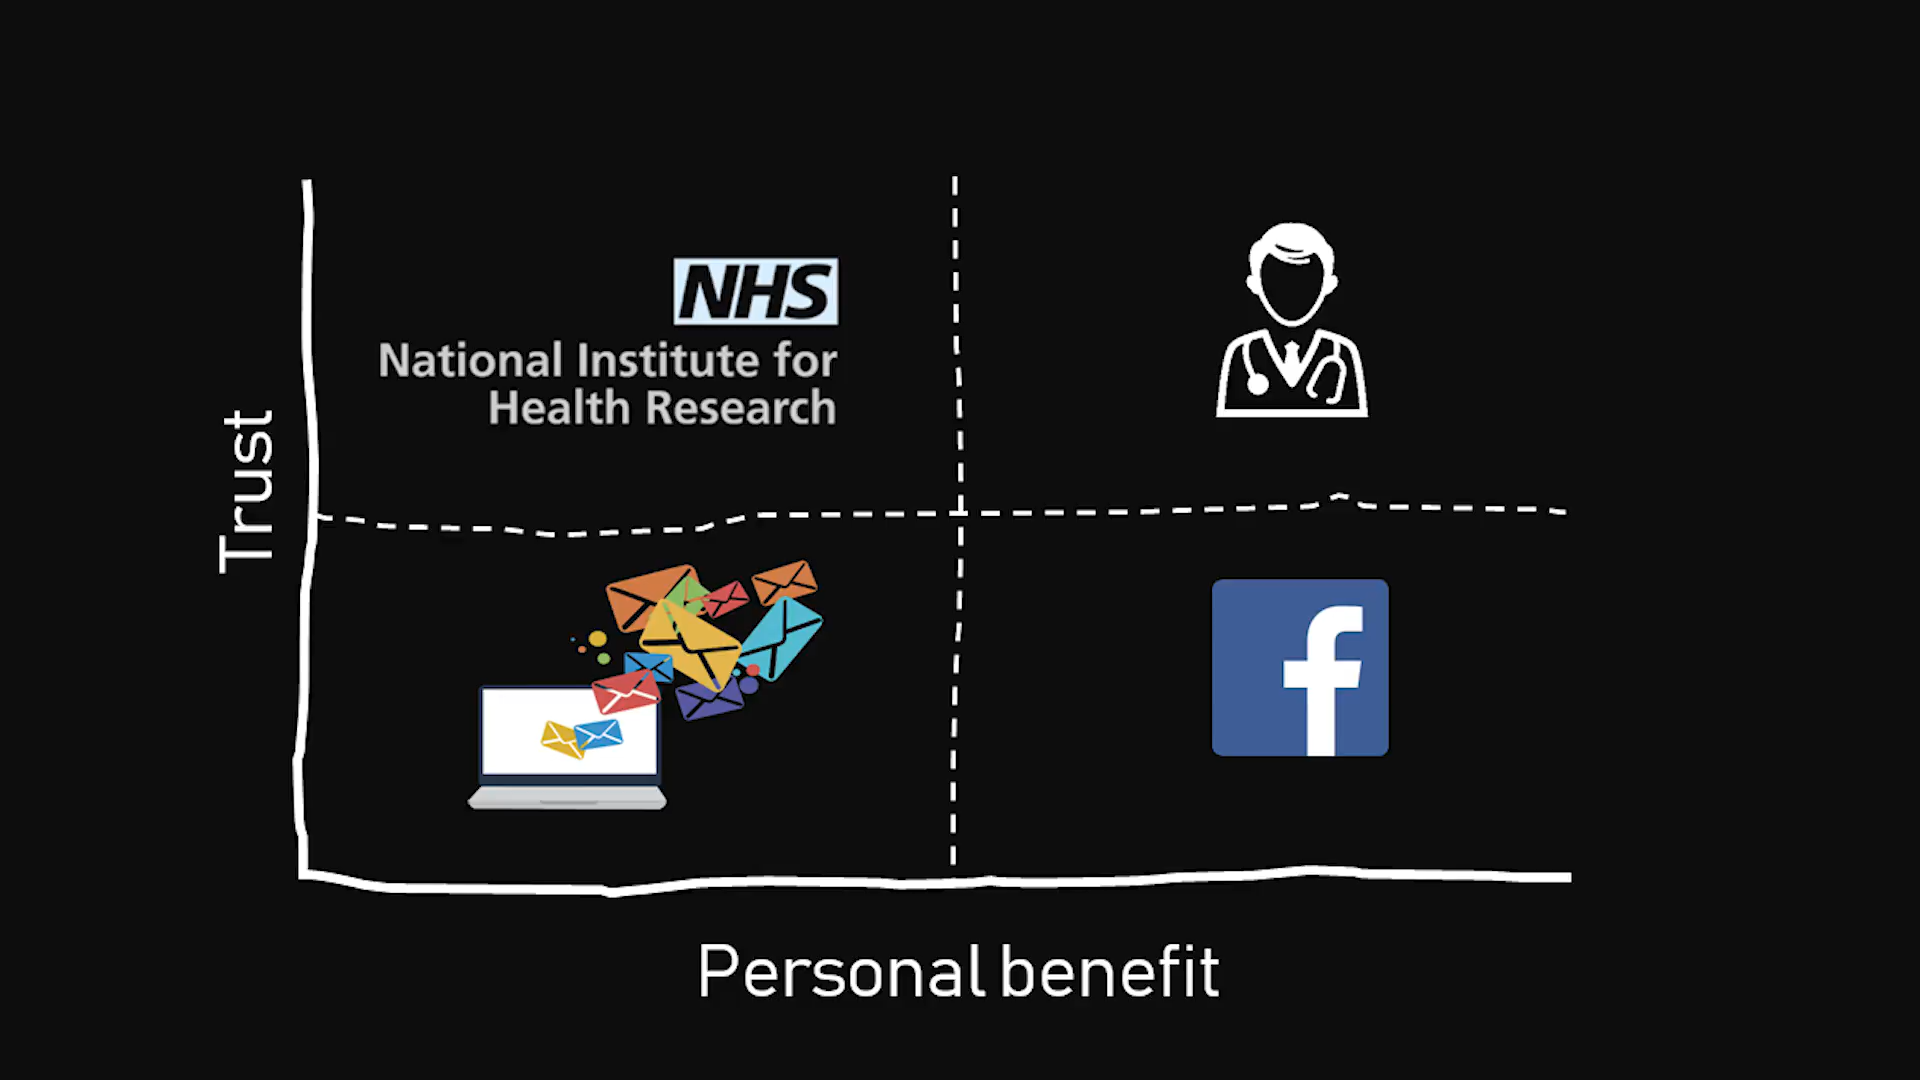 NHS
National Institute for
Health Research
Trust
f
Personal benefit